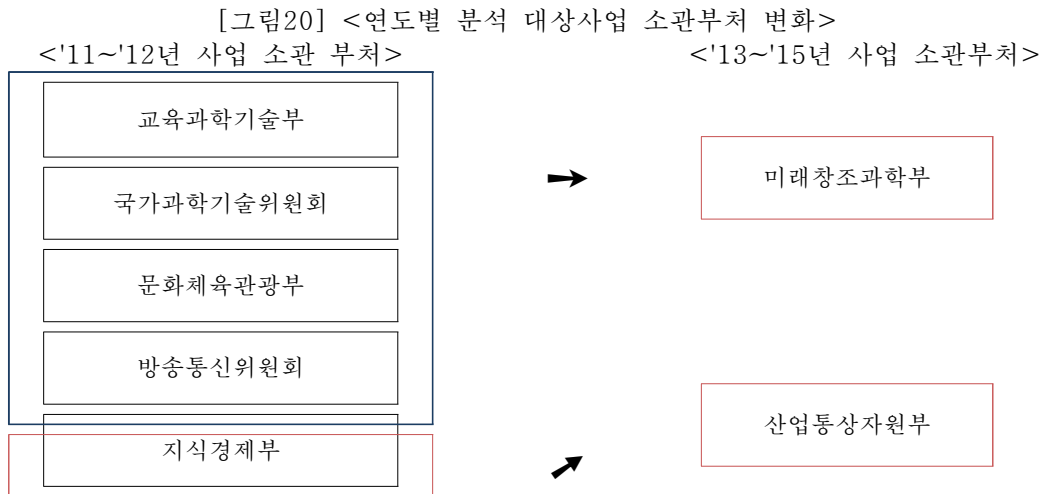 [그림20] <연도별 분석 대상사업 소관부처 변화>
<'11~'12년 사업 소관 부처>
<'13~'15년 사업 소관부처>
교육과학기술부
국가과학기술위원회
문화체육관광부
방송통신위원회
지식경제부
미래창조과학부
산업통상자원부